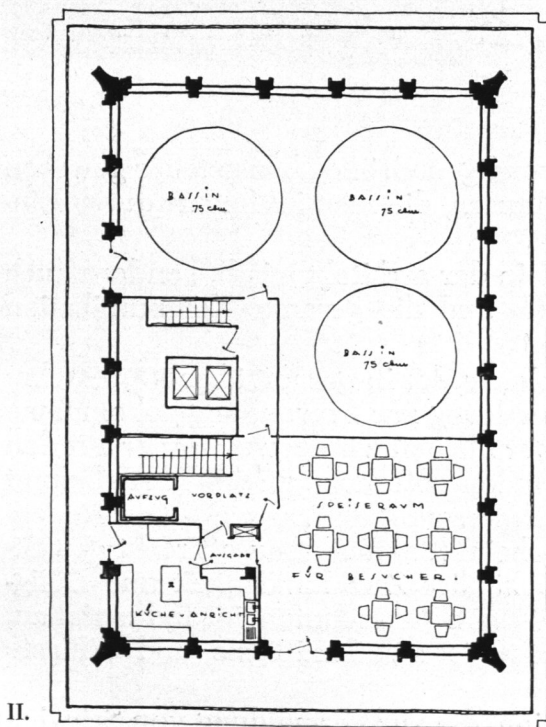 BASSIN
75 cbm
BASSIN
75 cbm
BASSIN
75 cbm
AUFZUG VORPLATZ
SPEISERAUM
AUSGABE
FÜR BESUCHER.
KÜCHE-ANRICHT
II.